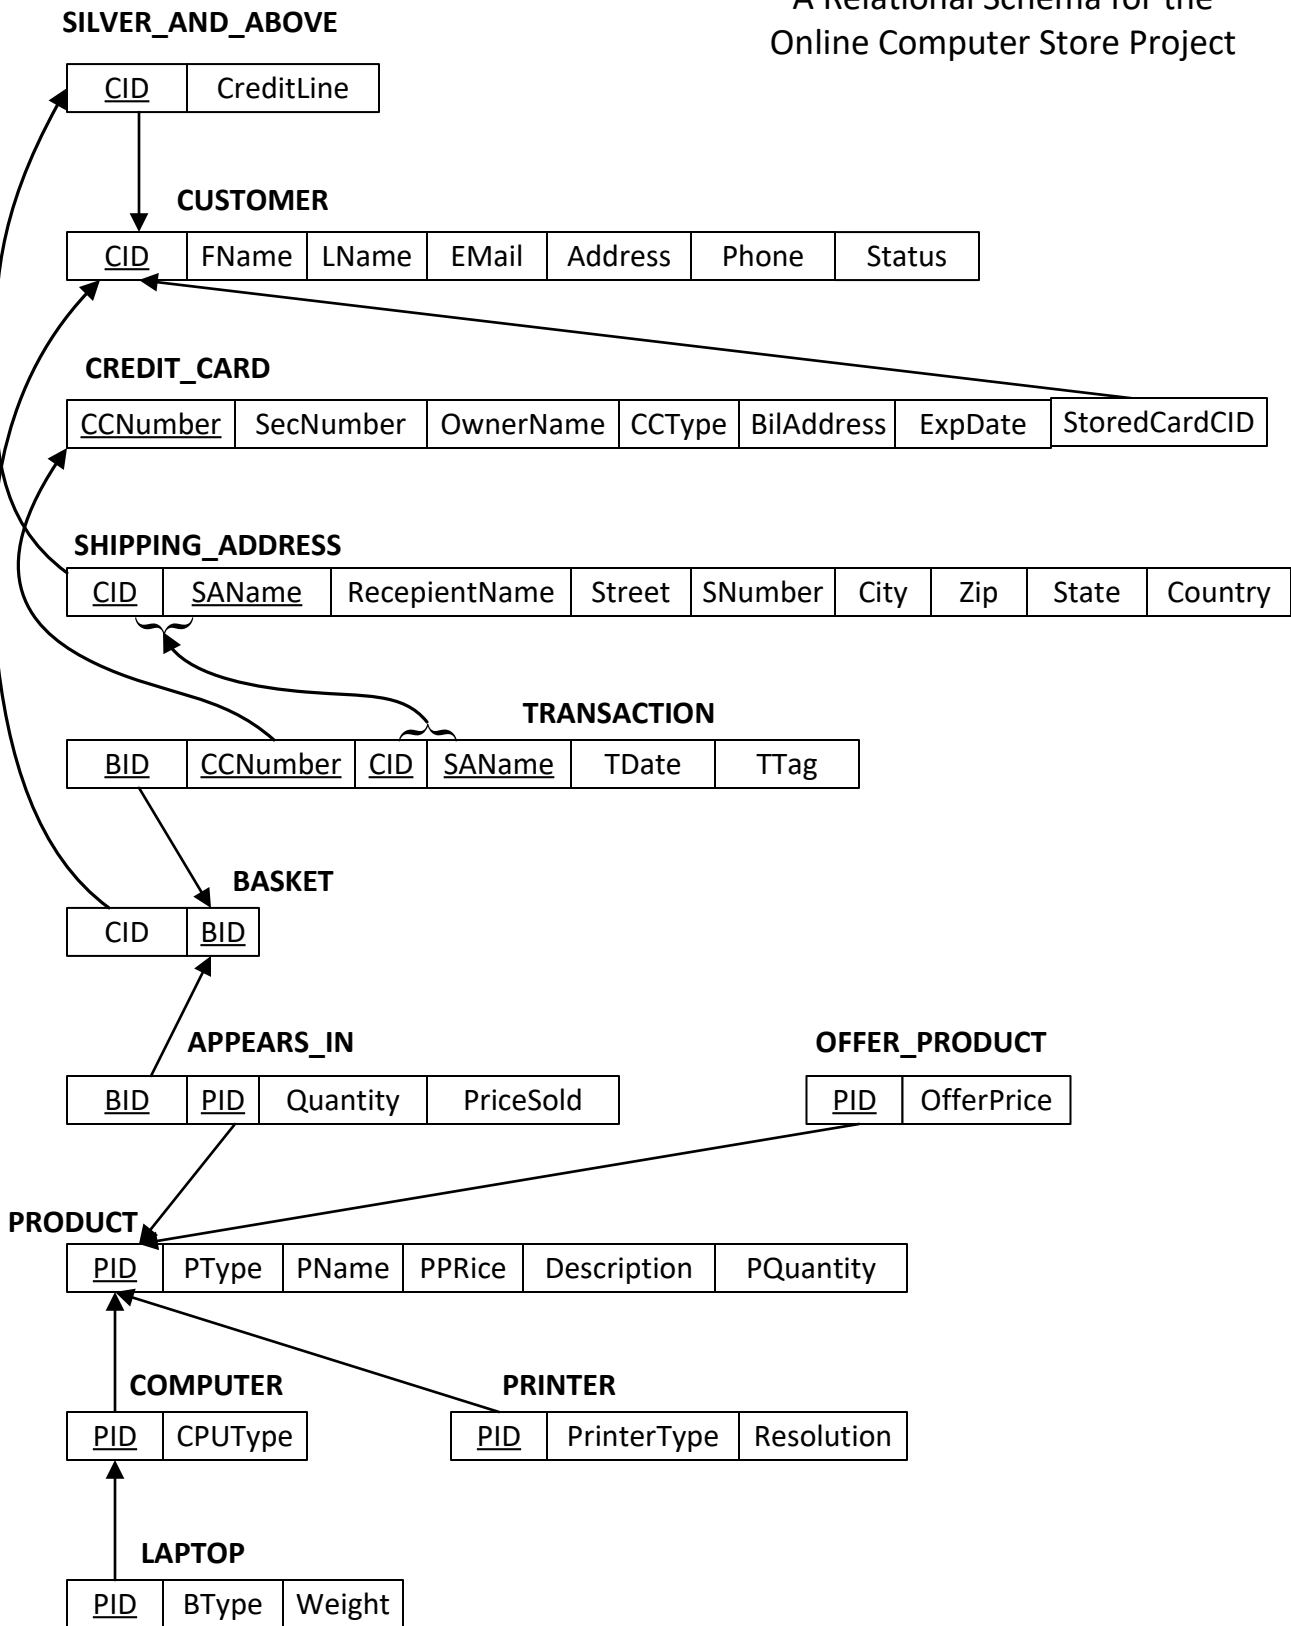 A Relational Schema for the
Online Computer Store Project
SILVER_AND_ABOVE
CID CreditLine
CUSTOMER
CID FName LName EMail Address Phone Status
CREDIT_CARD
CCNumber SecNumber OwnerName CCType BilAddress ExpDate StoredCardCID
SHIPPING_ADDRESS
CID SAName RecepientName Street SNumber City Zip State Country
TRANSACTION
BID CCNumber CID SAName TDate TTag
BASKET
CID BID
APPEARS_IN OFFER_PRODUCT
BID PID Quantity PriceSold PID OfferPrice
PRODUCT
PID PType PName PPRice Description PQuantity
COMPUTER PRINTER
PID CPUType PID PrinterType Resolution
LAPTOP
PID BType Weight